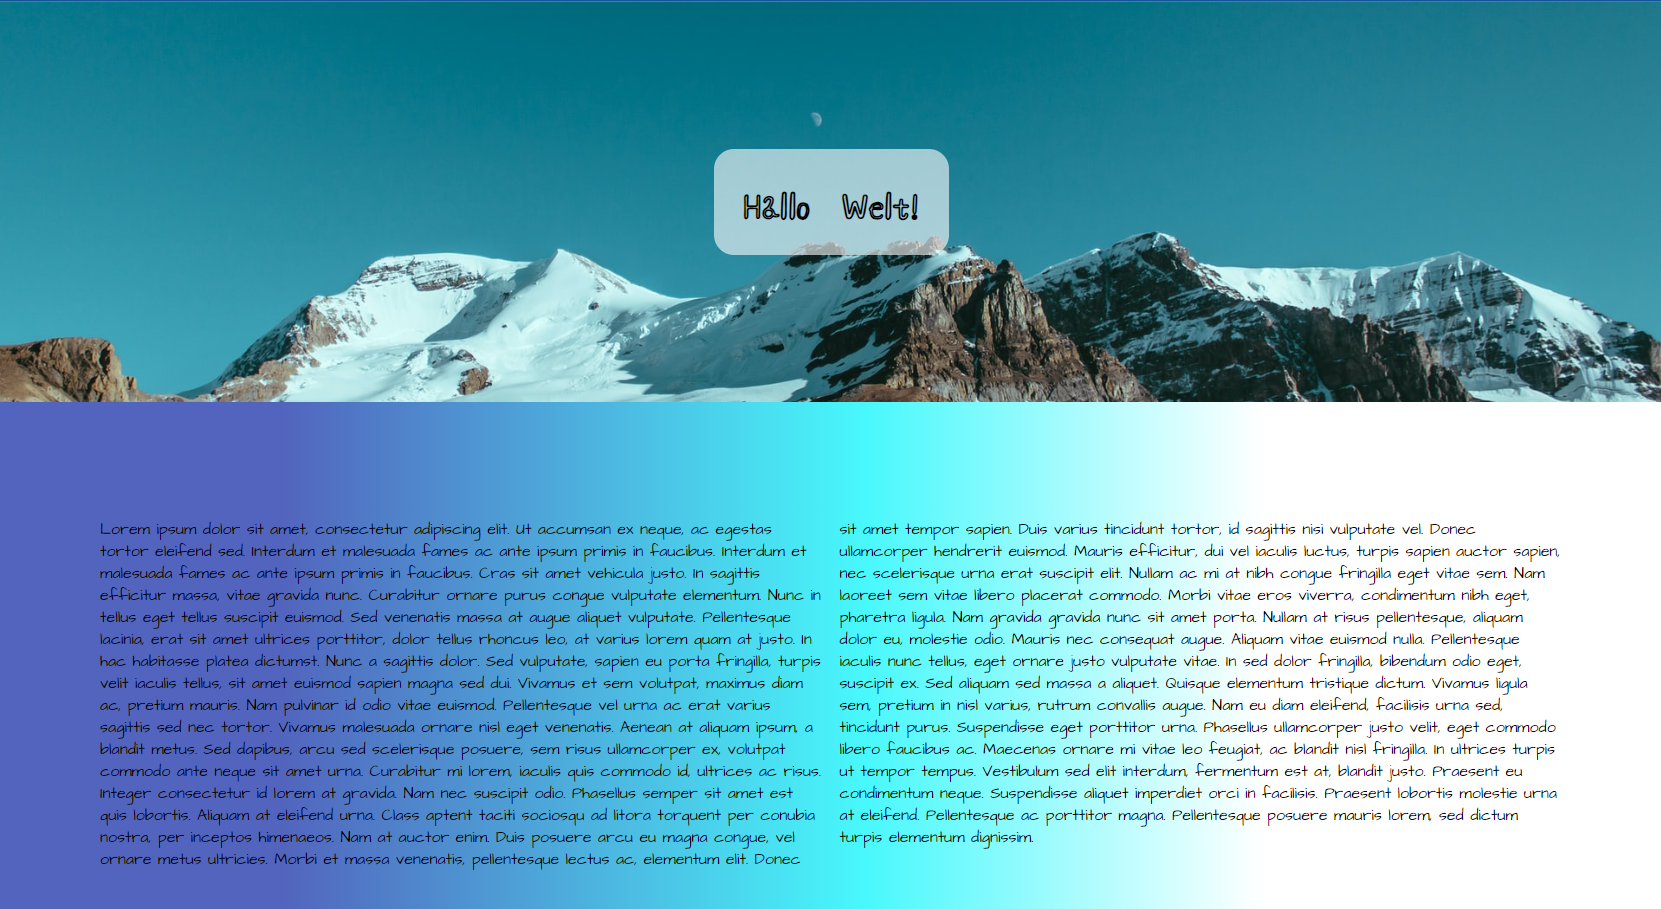 Hallo Welt!
Lorem ipsum dolor sit amet, consectetur adipiscing elit. Ut accumsan ex neque, ac egestas
tortor eleifend sed. Interdum et malesuada fames ac ante ipsum primis in faucibus. Interdum et
malesuada fames ac ante ipsum primis in faucibus. Cras sit amet vehicula justo. In sagittis
efficitur massa, vitae gravida nunc. Curabitur ornare purus congue vulputate elementum. Nunc in
tellus eget tellus suscipit euismod. Sed venenatis massa at augue aliquet vulputate. Pellentesque
lacinia, erat sit amet ultrices porttitor, dolor tellus rhoncus leo, at varius lorem quam at justo. In
hac habitasse platea dictumst. Nunc a sagittis dolor. Sed vulputate, sapien eu porta fringilla, turpis
velit iaculis tellus, sit amet euismod sapien magna sed dui. Vivamus et sem volutpat, maximus diam
ac, pretium mauris. Nam pulvinar id odio vitae euismod. Pellentesque vel urna ac erat varius
sagittis sed nec tortor. Vivamus malesuada ornare nisl eget venenatis. Aenean at aliquam ipsum, a
blandit metus. Sed dapibus, arcu sed scelerisque posuere, sem risus ullamcorper ex, volutpat
commodo ante neque sit amet urna. Curabitur mi lorem, iaculis quis commodo id, ultrices ac risus.
Integer consectetur id lorem at gravida. Nam nec suscipit odio. Phasellus semper sit amet est
quis lobortis. Aliquam at eleifend urna. Class aptent taciti sociosqu ad litora torquent per conubia
nostra, per inceptos himenaeos. Nam at auctor enim. Duis posuere arcu eu magna congue, vel
ornare metus ultricies. Morbi et massa venenatis, pellentesque lectus ac, elementum elit. Donec
sit amet tempor sapien. Duis varius tincidunt tortor, id sagittis nisi vulputate vel. Donec
ullamcorper hendrerit euismod. Mauris efficitur, dui vel iaculis luctus, turpis sapien auctor sapien,
nec scelerisque urna erat suscipit elit. Nullam ac mi at nibh congue fringilla eget vitae sem. Nam
laoreet sem vitae libero placerat commodo. Morbi vitae eros viverra, condimentum nibh eget,
pharetra ligula. Nam gravida gravida nunc sit amet porta. Nullam at risus pellentesque, aliquam
dolor eu, molestie odio. Mauris nec consequat augue. Aliquam vitae euismod nulla. Pellentesque
iaculis nunc tellus, eget ornare justo vulputate vitae. In sed dolor fringilla, bibendum odio eget,
suscipit ex. Sed aliquam sed massa a aliquet. Quisque elementum tristique dictum. Vivamus ligula
sem, pretium in nisl varius, rutrum convallis augue. Nam eu diam eleifend, facilisis urna sed,
tincidunt purus. Suspendisse eget porttitor urna. Phasellus ullamcorper justo velit, eget commodo
libero faucibus ac. Maecenas ornare mi vitae leo feugiat, ac blandit nisl fringilla. In ultrices turpis
ut tempor tempus. Vestibulum sed elit interdum, fermentum est at, blandit justo. Praesent eu
condimentum neque. Suspendisse aliquet imperdiet orci in facilisis. Praesent lobortis molestie urna
at eleifend. Pellentesque ac porttitor magna. Pellentesque posuere mauris lorem, sed dictum
turpis elementum dignissim.